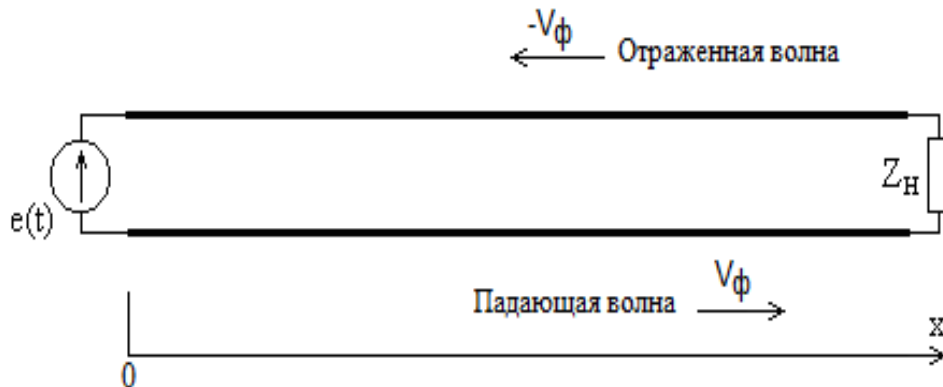 -Vф
Отраженная волна
e(t)
Zн
Vф
Падающая волна
x
0